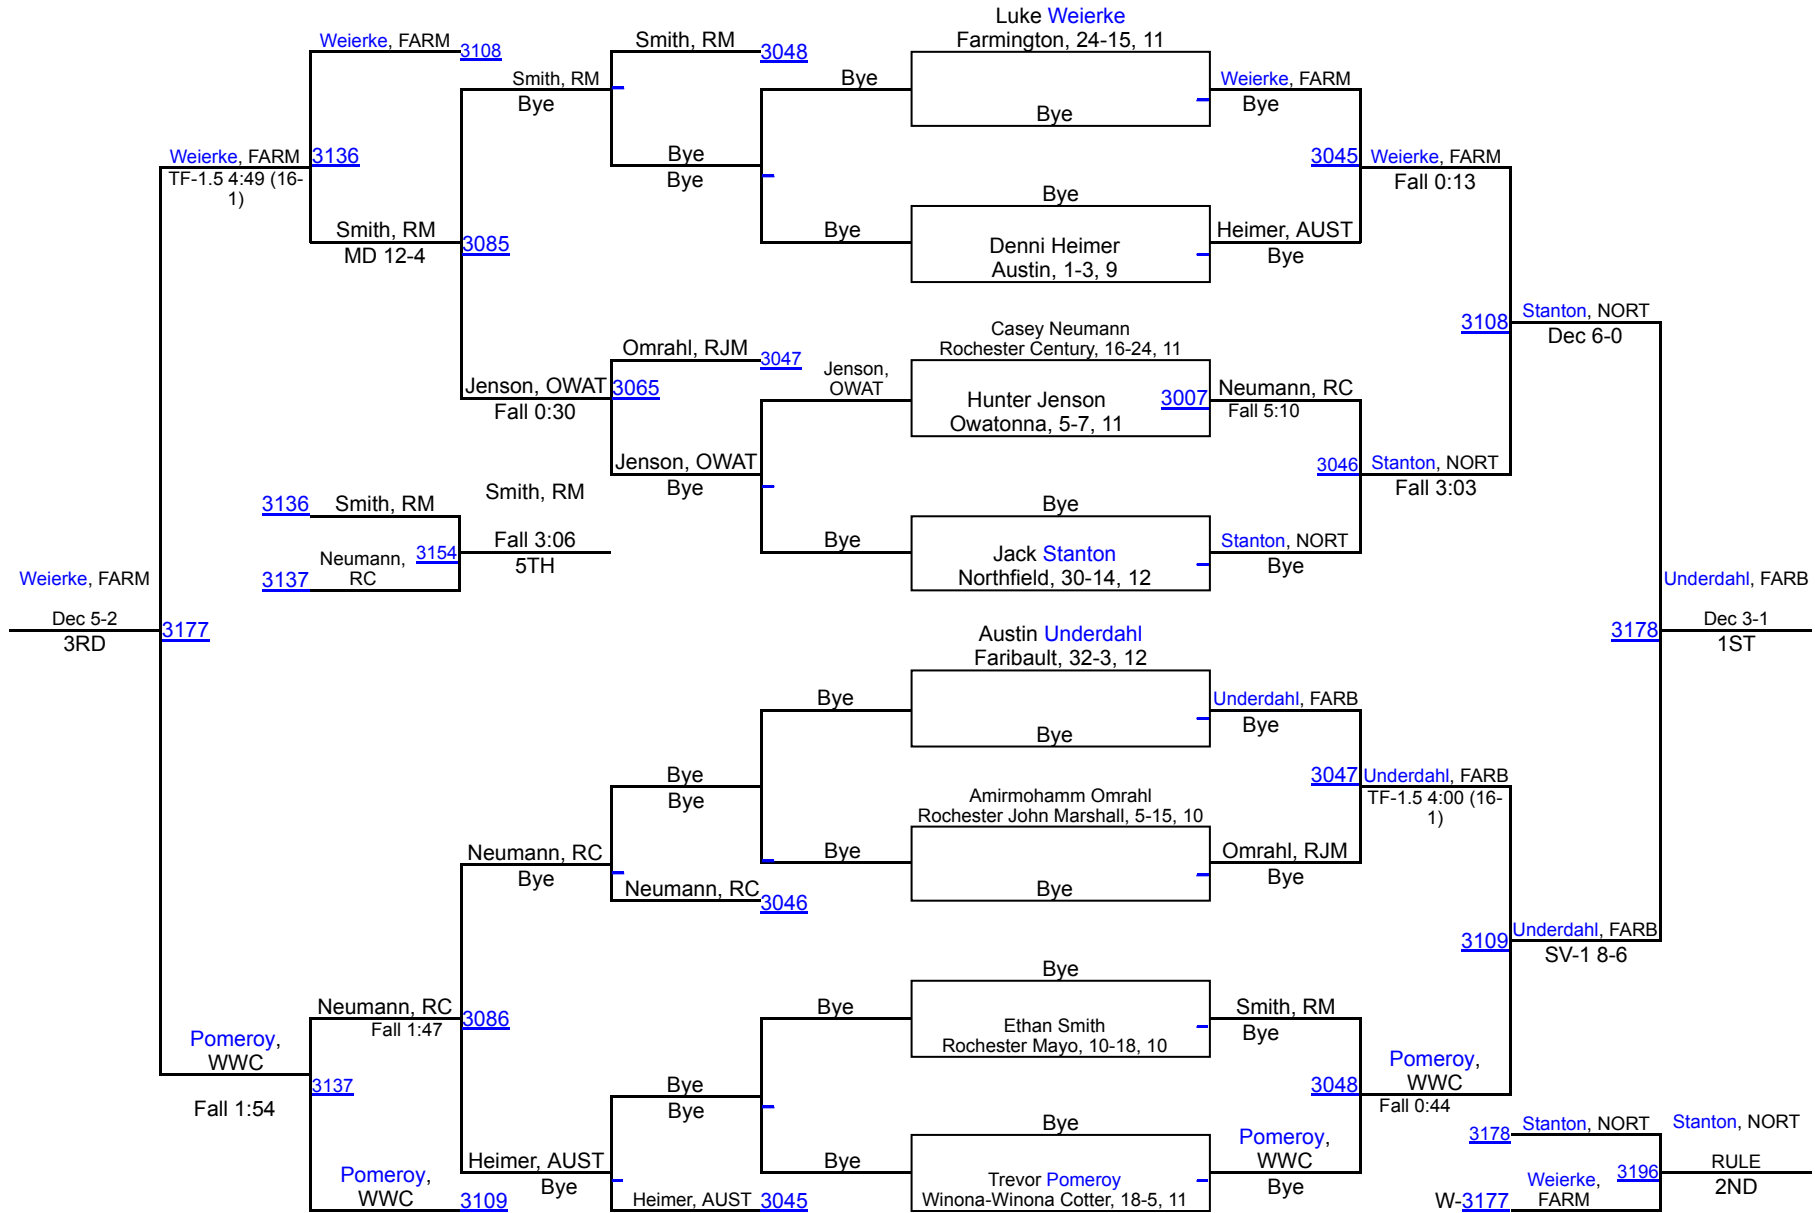 Luke Weierke
Farmington, 24-15, 11
Weierke, FARM
3108
Smith, RM
3048
Smith, RM
Bye
Bye
Bye
Weierke, FARM
Bye
Weierke, FARM
TF-1.5 4:49 (16-
1)
3136
Bye
Bye
3045
Weierke, FARM
Fall 0:13
Smith, RM
MD 12-4
3085
Bye
Bye
Denni Heimer
Austin, 1-3, 9
Heimer, AUST
Bye
Casey Neumann
Rochester Century, 16-24, 11
3108
Stanton, NORT
Dec 6-0
Omrahl, RJM
3047
Jenson,
OWAT
Jenson, OWAT
Fall 0:30
3065
Hunter Jenson
Owatonna, 5-7, 11
3007
Neumann, RC
Fall 5:10
Jenson, OWAT
Bye
3046
Stanton, NORT
Fall 3:03
3136
Smith, RM
Smith, RM
Bye
Neumann,
RC
3154
Fall 3:06
5TH
3137
Bye
Jack Stanton
Northfield, 30-14, 12
Stanton, NORT
Bye
Weierke, FARM
Dec 5-2
3RD
3177
Underdahl, FARB
3178
Dec 3-1
1ST
Austin Underdahl
Faribault, 32-3, 12
Bye
Bye
Underdahl, FARB
Bye
Bye
Bye
3047
Underdahl, FARB
TF-1.5 4:00 (16-
1)
Amirmohamm Omrahl
Rochester John Marshall, 5-15, 10
Neumann, RC
Bye
Bye
Bye
Omrahl, RJM
Bye
Neumann, RC
3046
3109
Underdahl, FARB
SV-1 8-6
Bye
Neumann, RC
Fall 1:47
3086
Bye
Ethan Smith
Rochester Mayo, 10-18, 10
Smith, RM
Bye
Pomeroy,
WWC
Fall 1:54
3137
Bye
Bye
3048
Pomeroy,
WWC
Fall 0:44
Bye
Heimer, AUST
Bye
Bye
Trevor Pomeroy
Winona-Winona Cotter, 18-5, 11
Pomeroy,
WWC
Bye
Pomeroy,
WWC
3109
Heimer, AUST
3045
3178
Stanton, NORT
Stanton, NORT
Weierke,
FARM
3196
RULE
2ND
W-3177